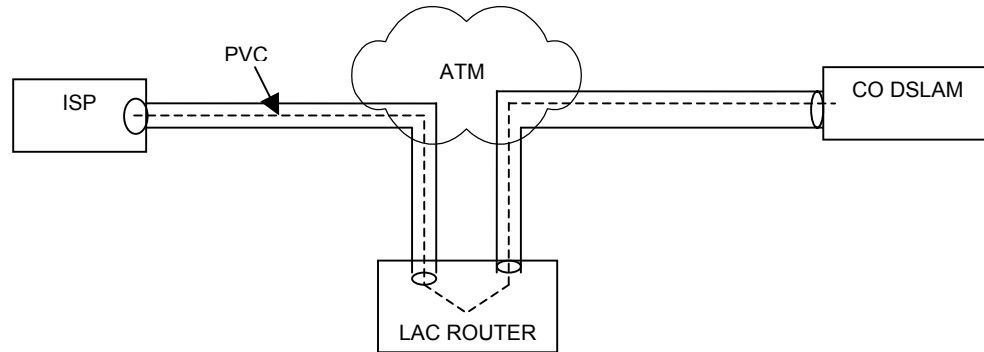 PVC
ATM
ISP
CO DSLAM
LAC ROUTER